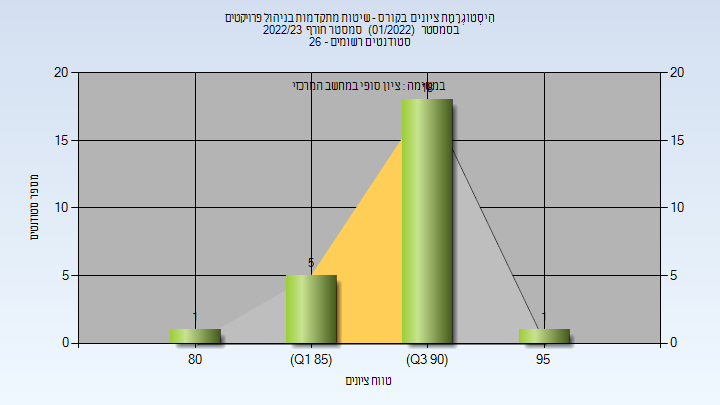 היסטוגרמת ציונים בקורס - שיטות מתקדמות בניהול פרויקטים
בסמסטר (01/2022) סמסטר חורף 2022/23
סטודנטים רשומים - 26
במשימה : ציון סופי במחשב המרכזי
20 20
18
15 15
מספר סטודנטים
10 10
5
5 5
1 1
0 0
80 (Q1 85) (Q3 90) 95
טווח ציונים